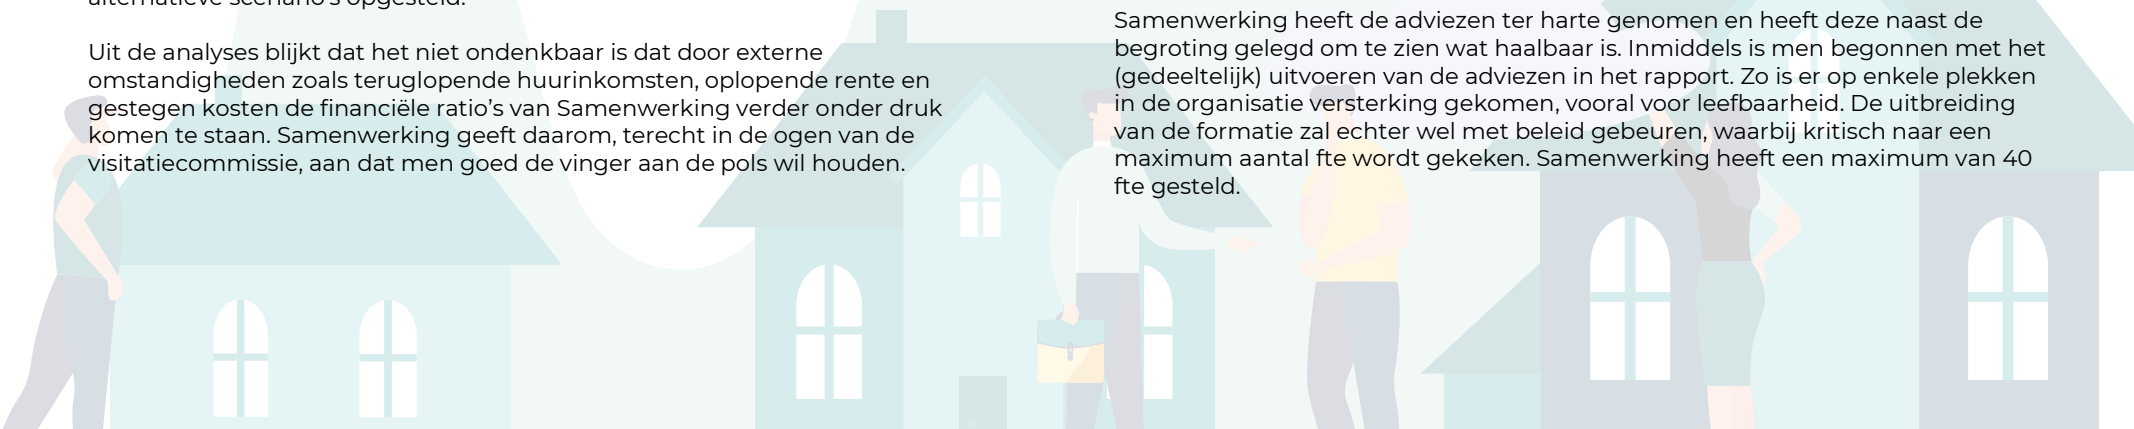 alternatieve scenario's opgesteld.
Uit de analyses blijkt dat het niet ondenkbaar is dat door externe
omstandigheden zoals teruglopende huurinkomsten, oplopende rente en
gestegen kosten de financiële ratio’s van Samenwerking verder onder druk
komen te staan. Samenwerking geeft daarom, terecht in de ogen van de
visitatiecommissie, aan dat men goed de vinger aan de pols wil houden.
Samenwerking heeft de adviezen ter harte genomen en heeft deze naast de
begroting gelegd om te zien wat haalbaar is. Inmiddels is men begonnen met het
(gedeeltelijk) uitvoeren van de adviezen in het rapport. Zo is er op enkele plekken
in de organisatie versterking gekomen, vooral voor leefbaarheid. De uitbreiding
van de formatie zal echter wel met beleid gebeuren, waarbij kritisch naar een
maximum aantal fte wordt gekeken. Samenwerking heeft een maximum van 40
fte gesteld.